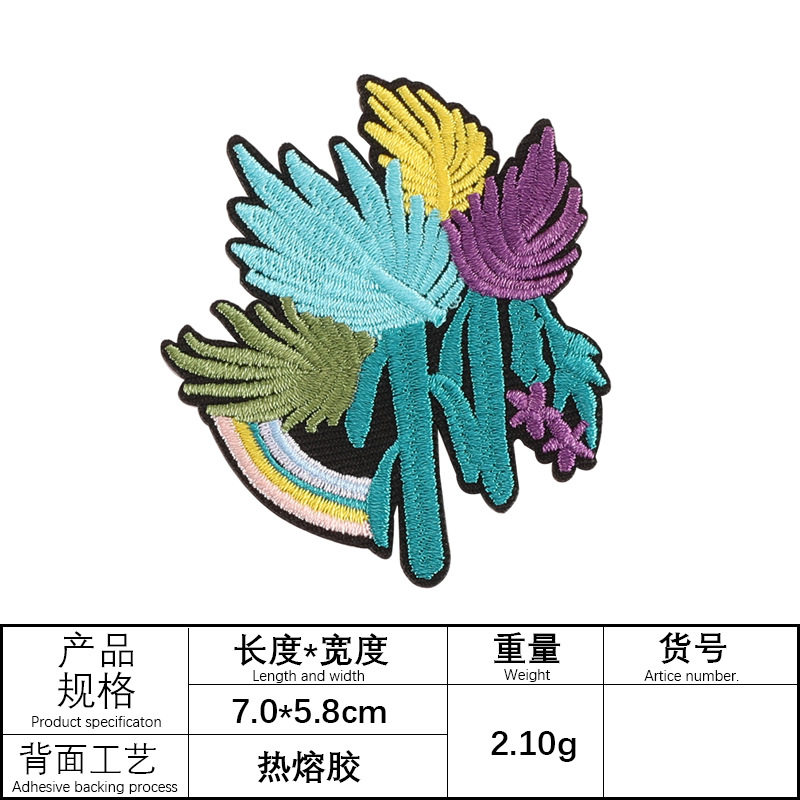 产品
规格
Product specificaton
长度*宽度
Length and width
重量
Weight
货号
Artice number.
7.0*5.8cm
2.10g
背面工艺
Adhesive backing process
热熔胶